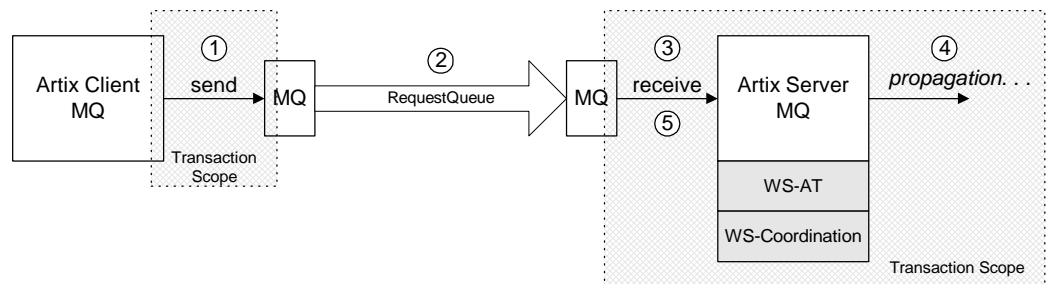 Artix Client
MQ
①
send
Transaction
Scope
MQ
②
RequestQueue
MQ
③
receive
⑤
Artix Server
MQ
WS-AT
WS-Coordination
④
propagation. . .
Transaction Scope